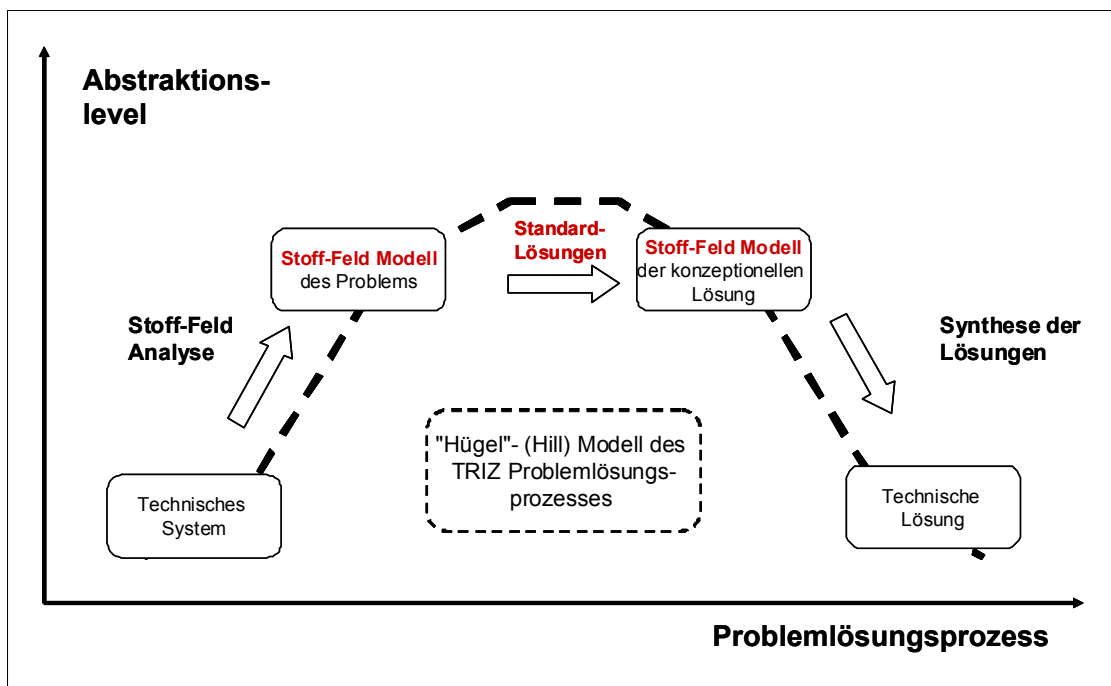 Abstraktions-
level
Standard-
Lösungen
Stoff-Feld Modell
des Problems
Stoff-Feld Modell
der konzeptionellen
Lösung
Stoff-Feld
Analyse
Synthese der
Lösungen
"Hügel"- (Hill) Modell des
TRIZ Problemlösungs-
prozesses
Technisches
System
Technische
Lösung
Problemlösungsprozess